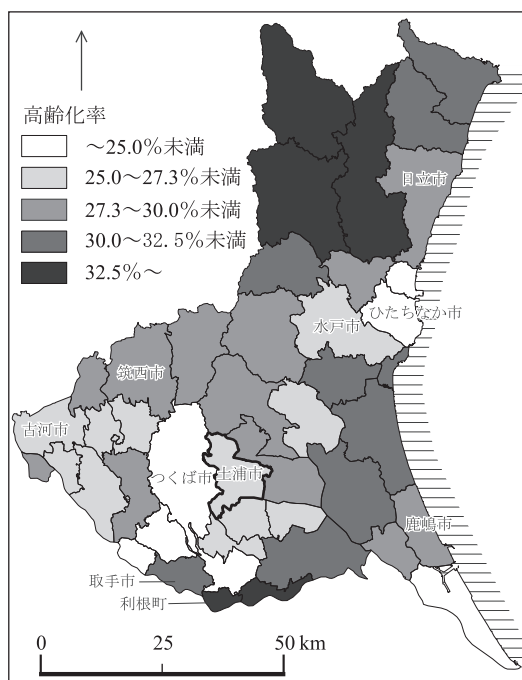 高齢化率
~25.0%未満
25.0~27.3%未満
27.3~30.0%未満
30.0~32.5%未満
32.5%~
日立市
ひたちなか市
水戸市
筑西市
古河市
つくば市
土浦市
鹿嶋市
取手市
利根町
0 25 50 km